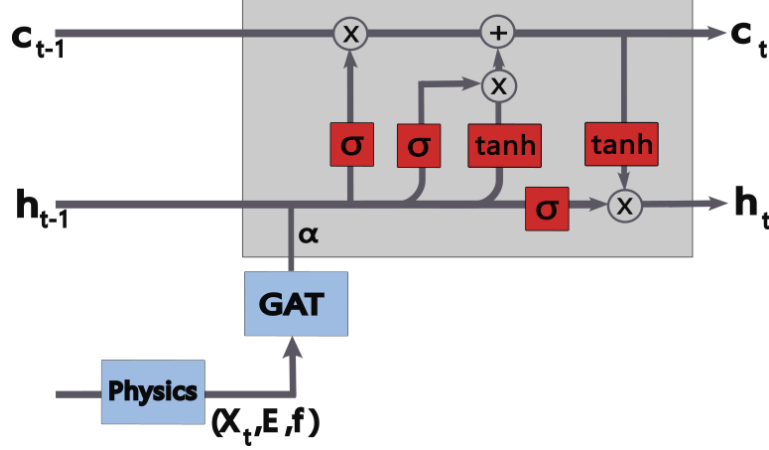 C t-1 x + C t
x
σ σ tanh tanh
h t-1 σ x h t
α
GAT
Physics
(X t ,E ,f)